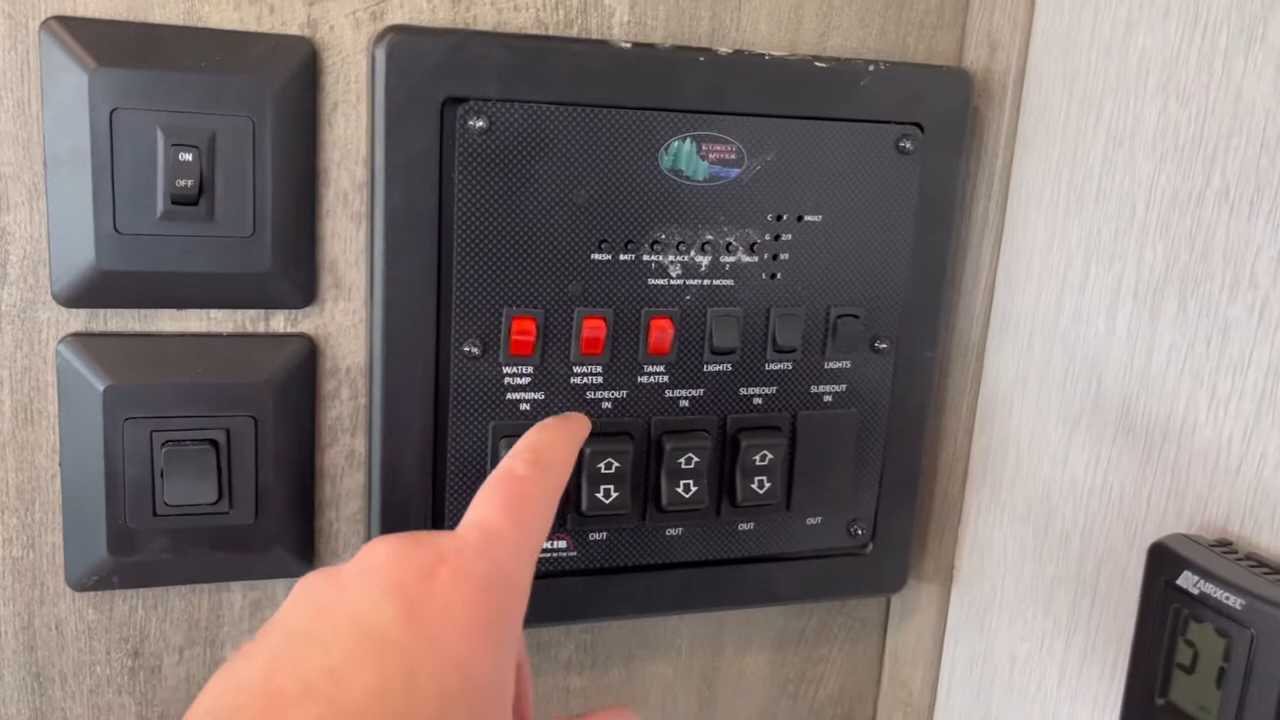 ON
OFF
FOREST
RIVER
C F FAULT
G 2/3
F 1/3
L E
FRESH BATT BLACK BLACK GRAY GRAY AUX
1 2
TANKS MAY VARY BY MODEL
WATER
PUMP
WATER
HEATER
TANK
HEATER
LIGHTS LIGHTS LIGHTS
AWNING
IN
SLIDEOUT
IN
SLIDEOUT
IN
SLIDEOUT
IN
SLIDEOUT
IN
OUT OUT OUT OUT
KIB
AIRXCEL